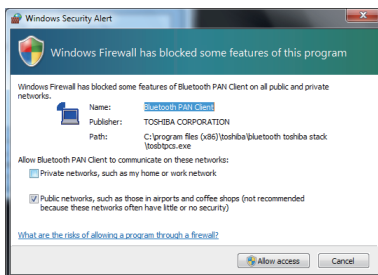 Windows Security Alert
Windows Firewall has blocked some features of this program
Windows Firewall has blocked some features of Bluetooth PAN Client on all public and private
networks.
Name: Bluetooth PAN Client
Publisher: TOSHIBA CORPORATION
Path: C:\program files (x86)\toshiba\bluetooth toshiba stack
\tosbtpcs.exe
Allow Bluetooth PAN Client to communicate on these networks:
Private networks, such as my home or work network
Public networks, such as those in airports and coffee shops (not recommended
because these networks often have little or no security)
What are the risks of allowing a program through a firewall?
Allow access Cancel